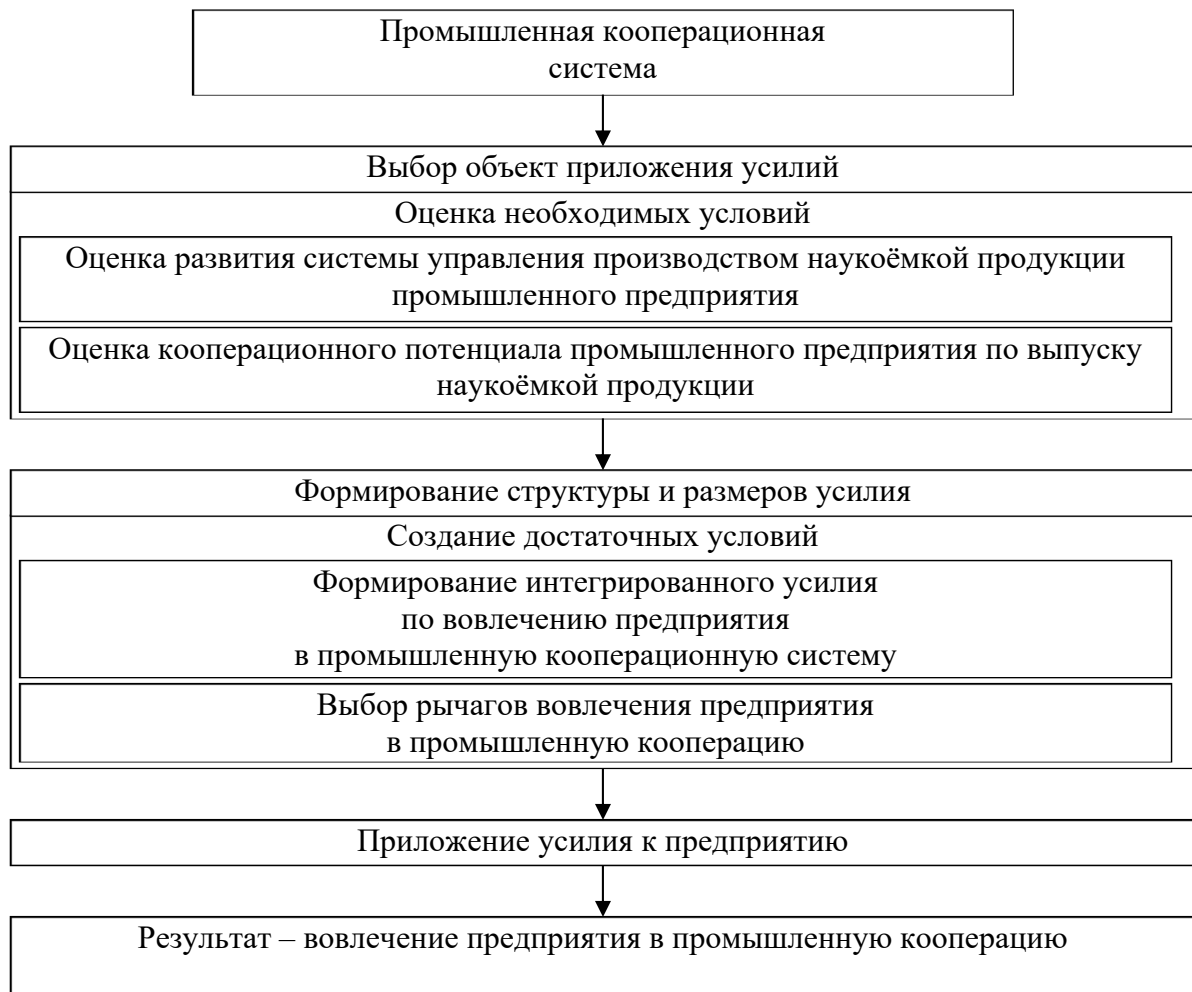 Промышленная кооперационная
система
Выбор объект приложения усилий
Оценка необходимых условий
Оценка развития системы управления производством наукоёмкой продукции
промышленного предприятия
Оценка кооперационного потенциала промышленного предприятия по выпуску
наукоёмкой продукции
Формирование структуры и размеров усилия
Создание достаточных условий
Формирование интегрированного усилия
по вовлечению предприятия
в промышленную кооперационную систему
Выбор рычагов вовлечения предприятия
в промышленную кооперацию
Приложение усилия к предприятию
Результат – вовлечение предприятия в промышленную кооперацию